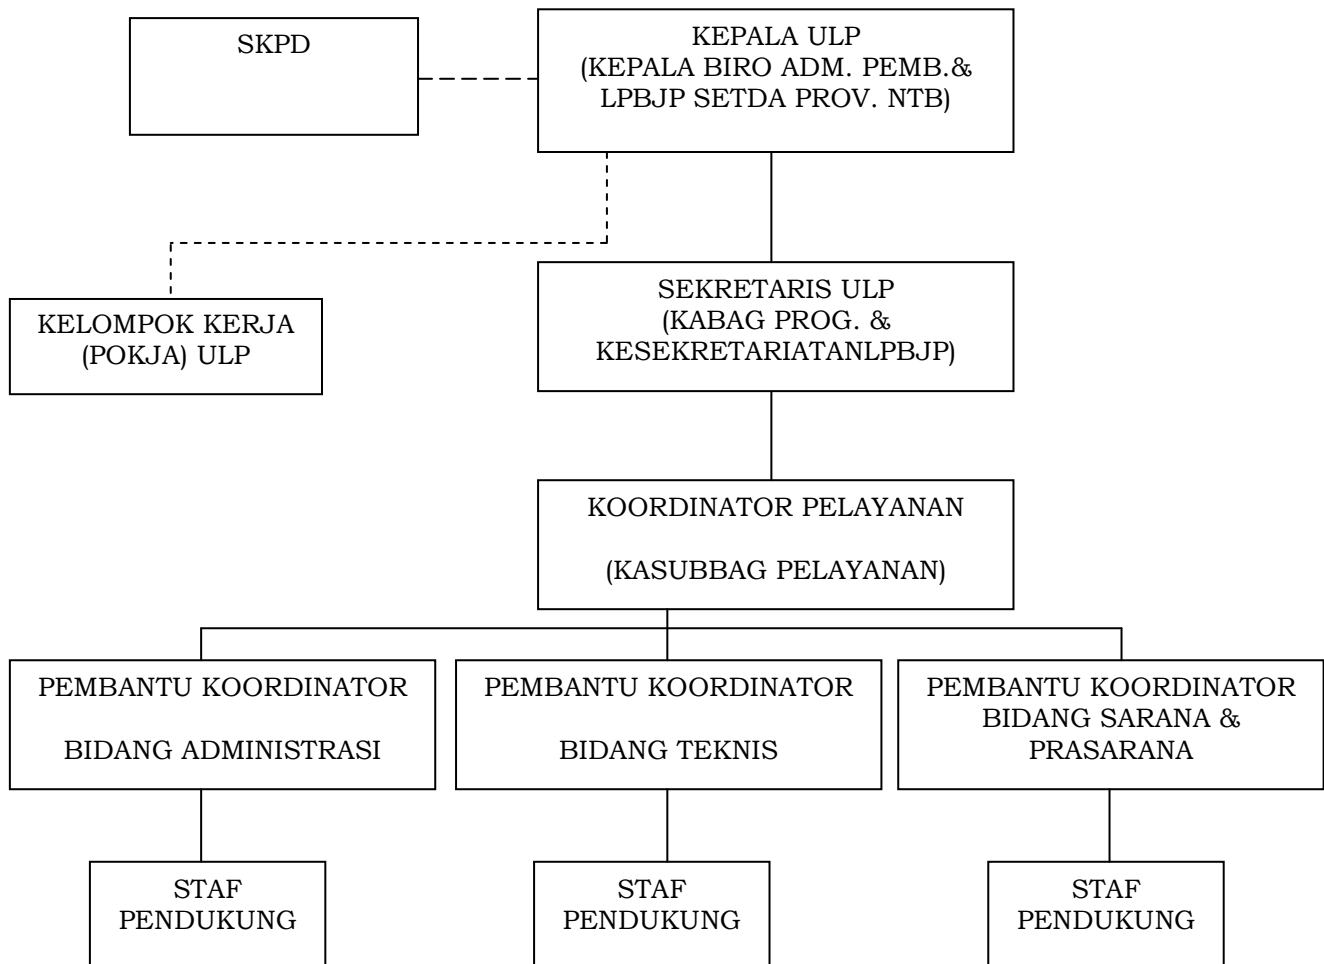 SKPD
KEPALA ULP
(KEPALA BIRO ADM. PEMB.&
LPBJP SETDA PROV. NTB)
KELOMPOK KERJA
(POKJA) ULP
SEKRETARIS ULP
(KABAG PROG. &
KESEKRETARIATANLPBJP)
KOORDINATOR PELAYANAN
(KASUBBAG PELAYANAN)
PEMBANTU KOORDINATOR
BIDANG ADMINISTRASI
PEMBANTU KOORDINATOR
BIDANG TEKNIS
PEMBANTU KOORDINATOR
BIDANG SARANA &
PRASARANA
STAF
PENDUKUNG
STAF
PENDUKUNG
STAF
PENDUKUNG